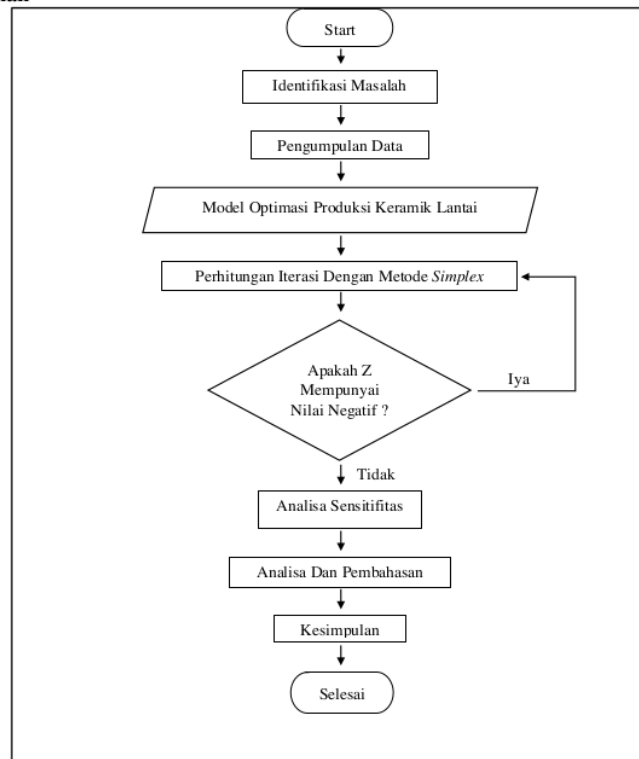 Start
Identifikasi Masalah
Pengumpulan Data
Model Optimasi Produksi Keramik Lantai
Perhitungan Iterasi Dengan Metode Simplex
Apakah Z
Mempunyai
Nilai Negatif ?
Iya
Tidak
Analisa Sensitifitas
Analisa Dan Pembahasan
Kesimpulan
Selesai